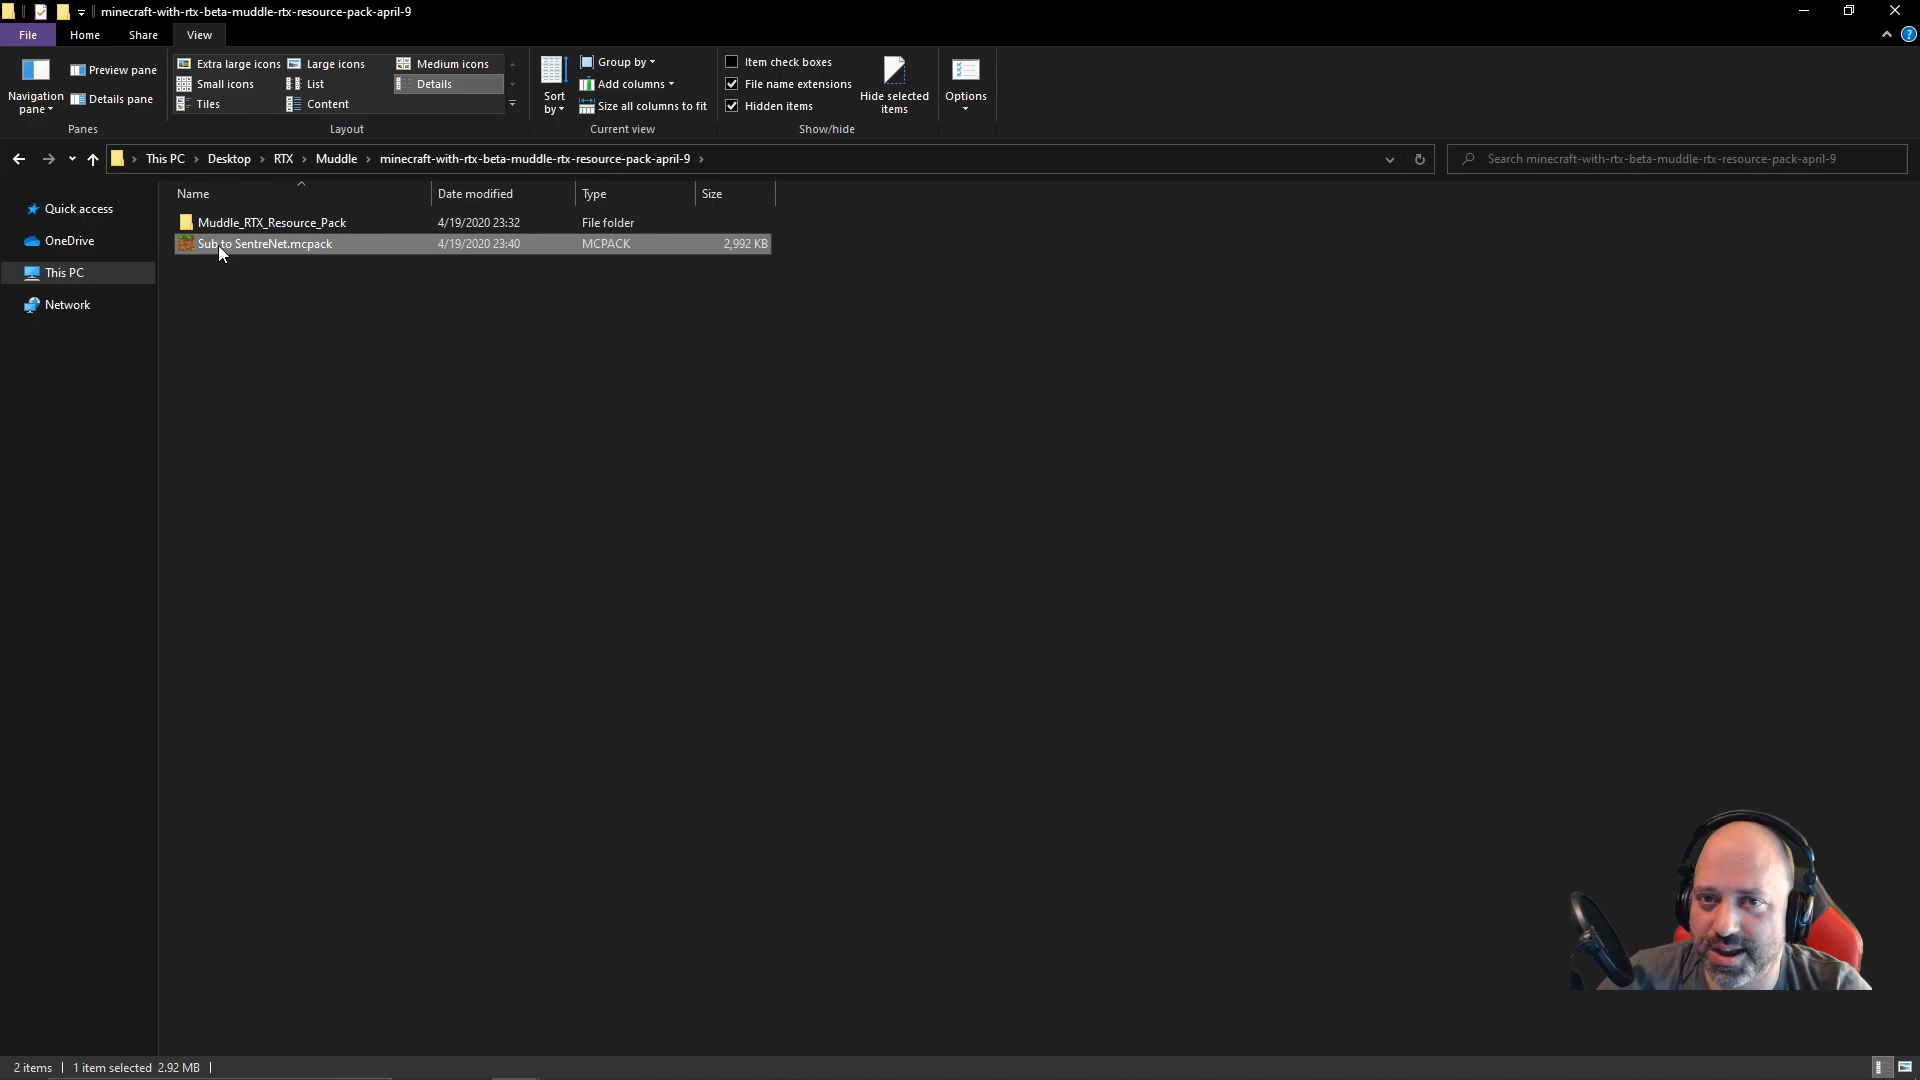 minecraft-with-rtx-beta-muddle-rtx-resource-pack-april-9
File Home Share View
Navigation pane
Preview pane
Details pane
Panes
Extra large icons Large icons Medium icons
Small icons List Details
Tiles Content
Layout
Sort by
Group by
Add columns
Size all columns to fit
Current view
Item check boxes
File name extensions
Hidden items
Hide selected items
Show/hide
Options
This PC > Desktop > RTX > Muddle > minecraft-with-rtx-beta-muddle-rtx-resource-pack-april-9 >
Search minecraft-with-rtx-beta-muddle-rtx-resource-pack-april-9
Quick access
OneDrive
This PC
Network
Name Date modified Type Size
Muddle_RTX_Resource_Pack 4/19/2020 23:32 File folder
Sub to SentreNet.mcpack 4/19/2020 23:40 MCPACK 2,992 KB
2 items 1 item selected 2.92 MB